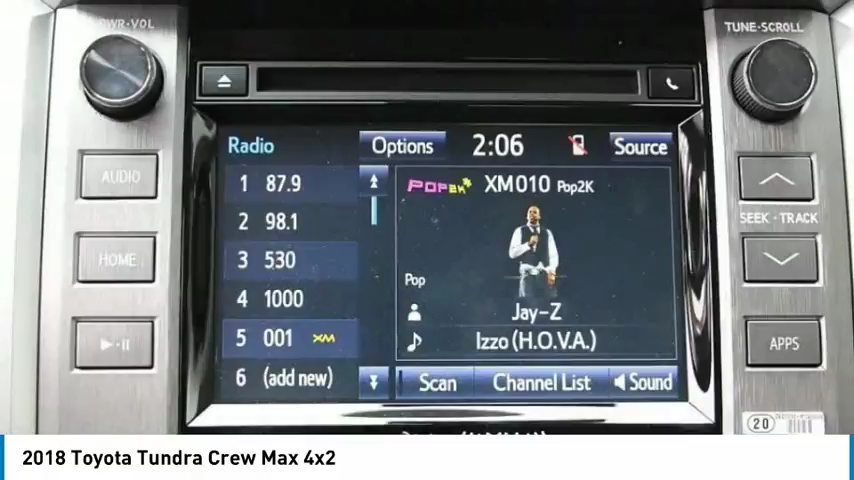 PWR·VOL
TUNE·SCROLL
Radio
Options
2:06
Source
AUDIO
1 87.9
POP2K
XM010 Pop2K
2 98.1
SEEK·TRACK
HOME
3 530
Pop
4 1000
Jay-Z
5 001 XM
Izzo (H.O.V.A.)
APPS
6 (add new)
Scan
Channel List
Sound
20
2018 Toyota Tundra Crew Max 4x2